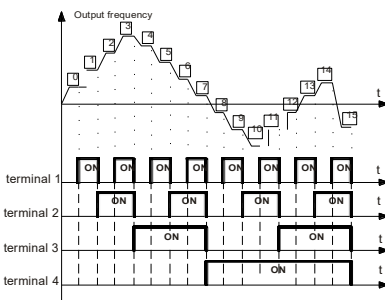 Output frequency
3
2
4
1
5
14
0
6
13
7
t
8
12
15
9
11
10
ON ON ON ON ON ON ON ON
terminal 1
t
ON ON ON ON
terminal 2
t
ON ON
terminal 3
t
ON
terminal 4
t